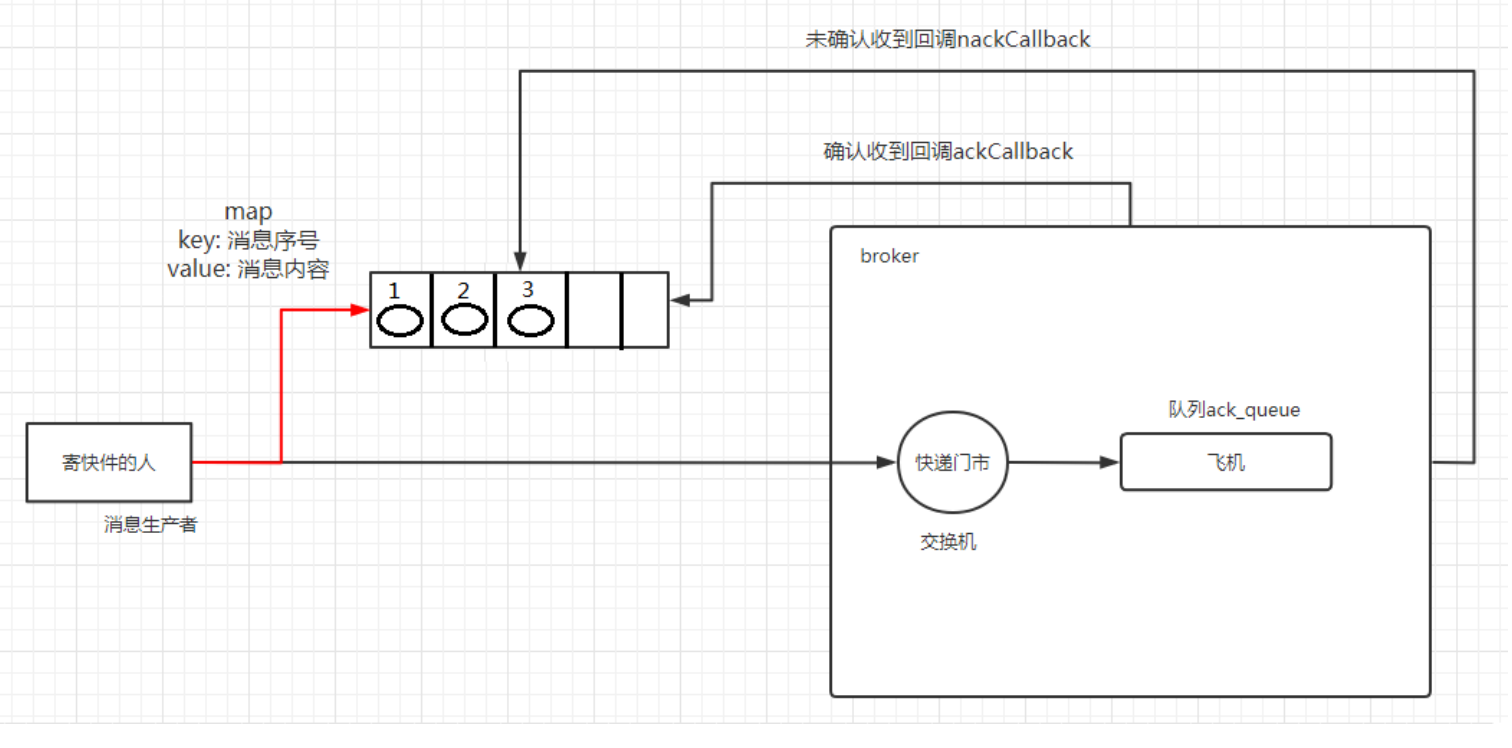 未确认收到回调nackCallback
确认收到回调ackCallback
map
key: 消息序号
value: 消息内容
broker
1
2
3
队列ack_queue
寄快件的人
快递门市
飞机
消息生产者
交换机